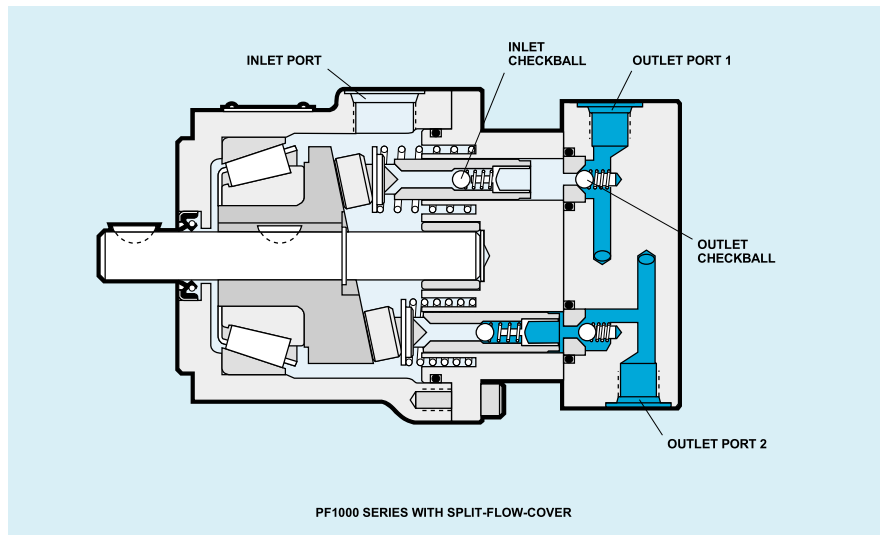 INLET PORT
INLET
CHECKBALL
OUTLET PORT 1
OUTLET
CHECKBALL
OUTLET PORT 2
PF1000 SERIES WITH SPLIT-FLOW-COVER